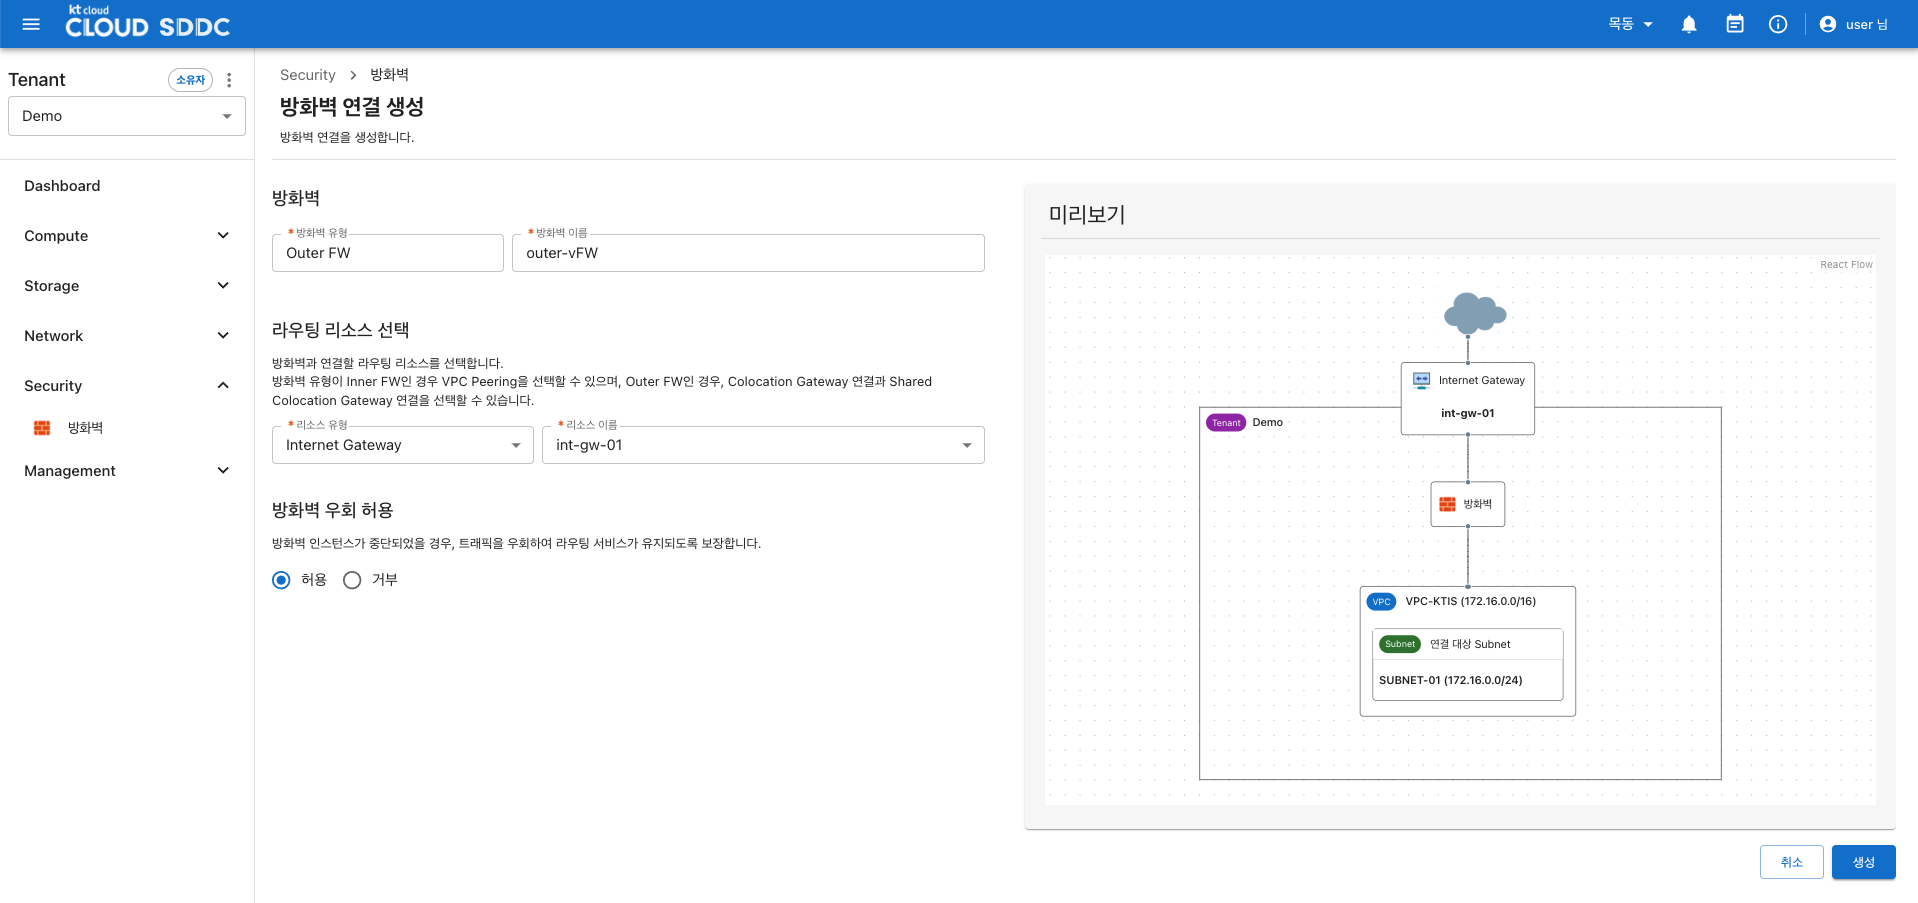 kt cloud
CLOUD SDDC
목동
user 님
Tenant
소유자
Demo
Dashboard
Compute
Storage
Network
Security
방화벽
Management
Security > 방화벽
방화벽 연결 생성
방화벽 연결을 생성합니다.
방화벽
* 방화벽 유형
Outer FW
* 방화벽 이름
outer-vFW
라우팅 리소스 선택
방화벽과 연결할 라우팅 리소스를 선택합니다.
방화벽 유형이 Inner FW인 경우 VPC Peering을 선택할 수 있으며, Outer FW인 경우, Colocation Gateway 연결과 Shared
Colocation Gateway 연결을 선택할 수 있습니다.
* 리소스 유형
Internet Gateway
* 리소스 이름
int-gw-01
방화벽 우회 허용
방화벽 인스턴스가 중단되었을 경우, 트래픽을 우회하여 라우팅 서비스가 유지되도록 보장합니다.
허용
거부
미리보기
React Flow
Internet Gateway
int-gw-01
Tenant
Demo
방화벽
VPC
VPC-KTIS (172.16.0.0/16)
Subnet
연결 대상 Subnet
SUBNET-01 (172.16.0.0/24)
취소
생성